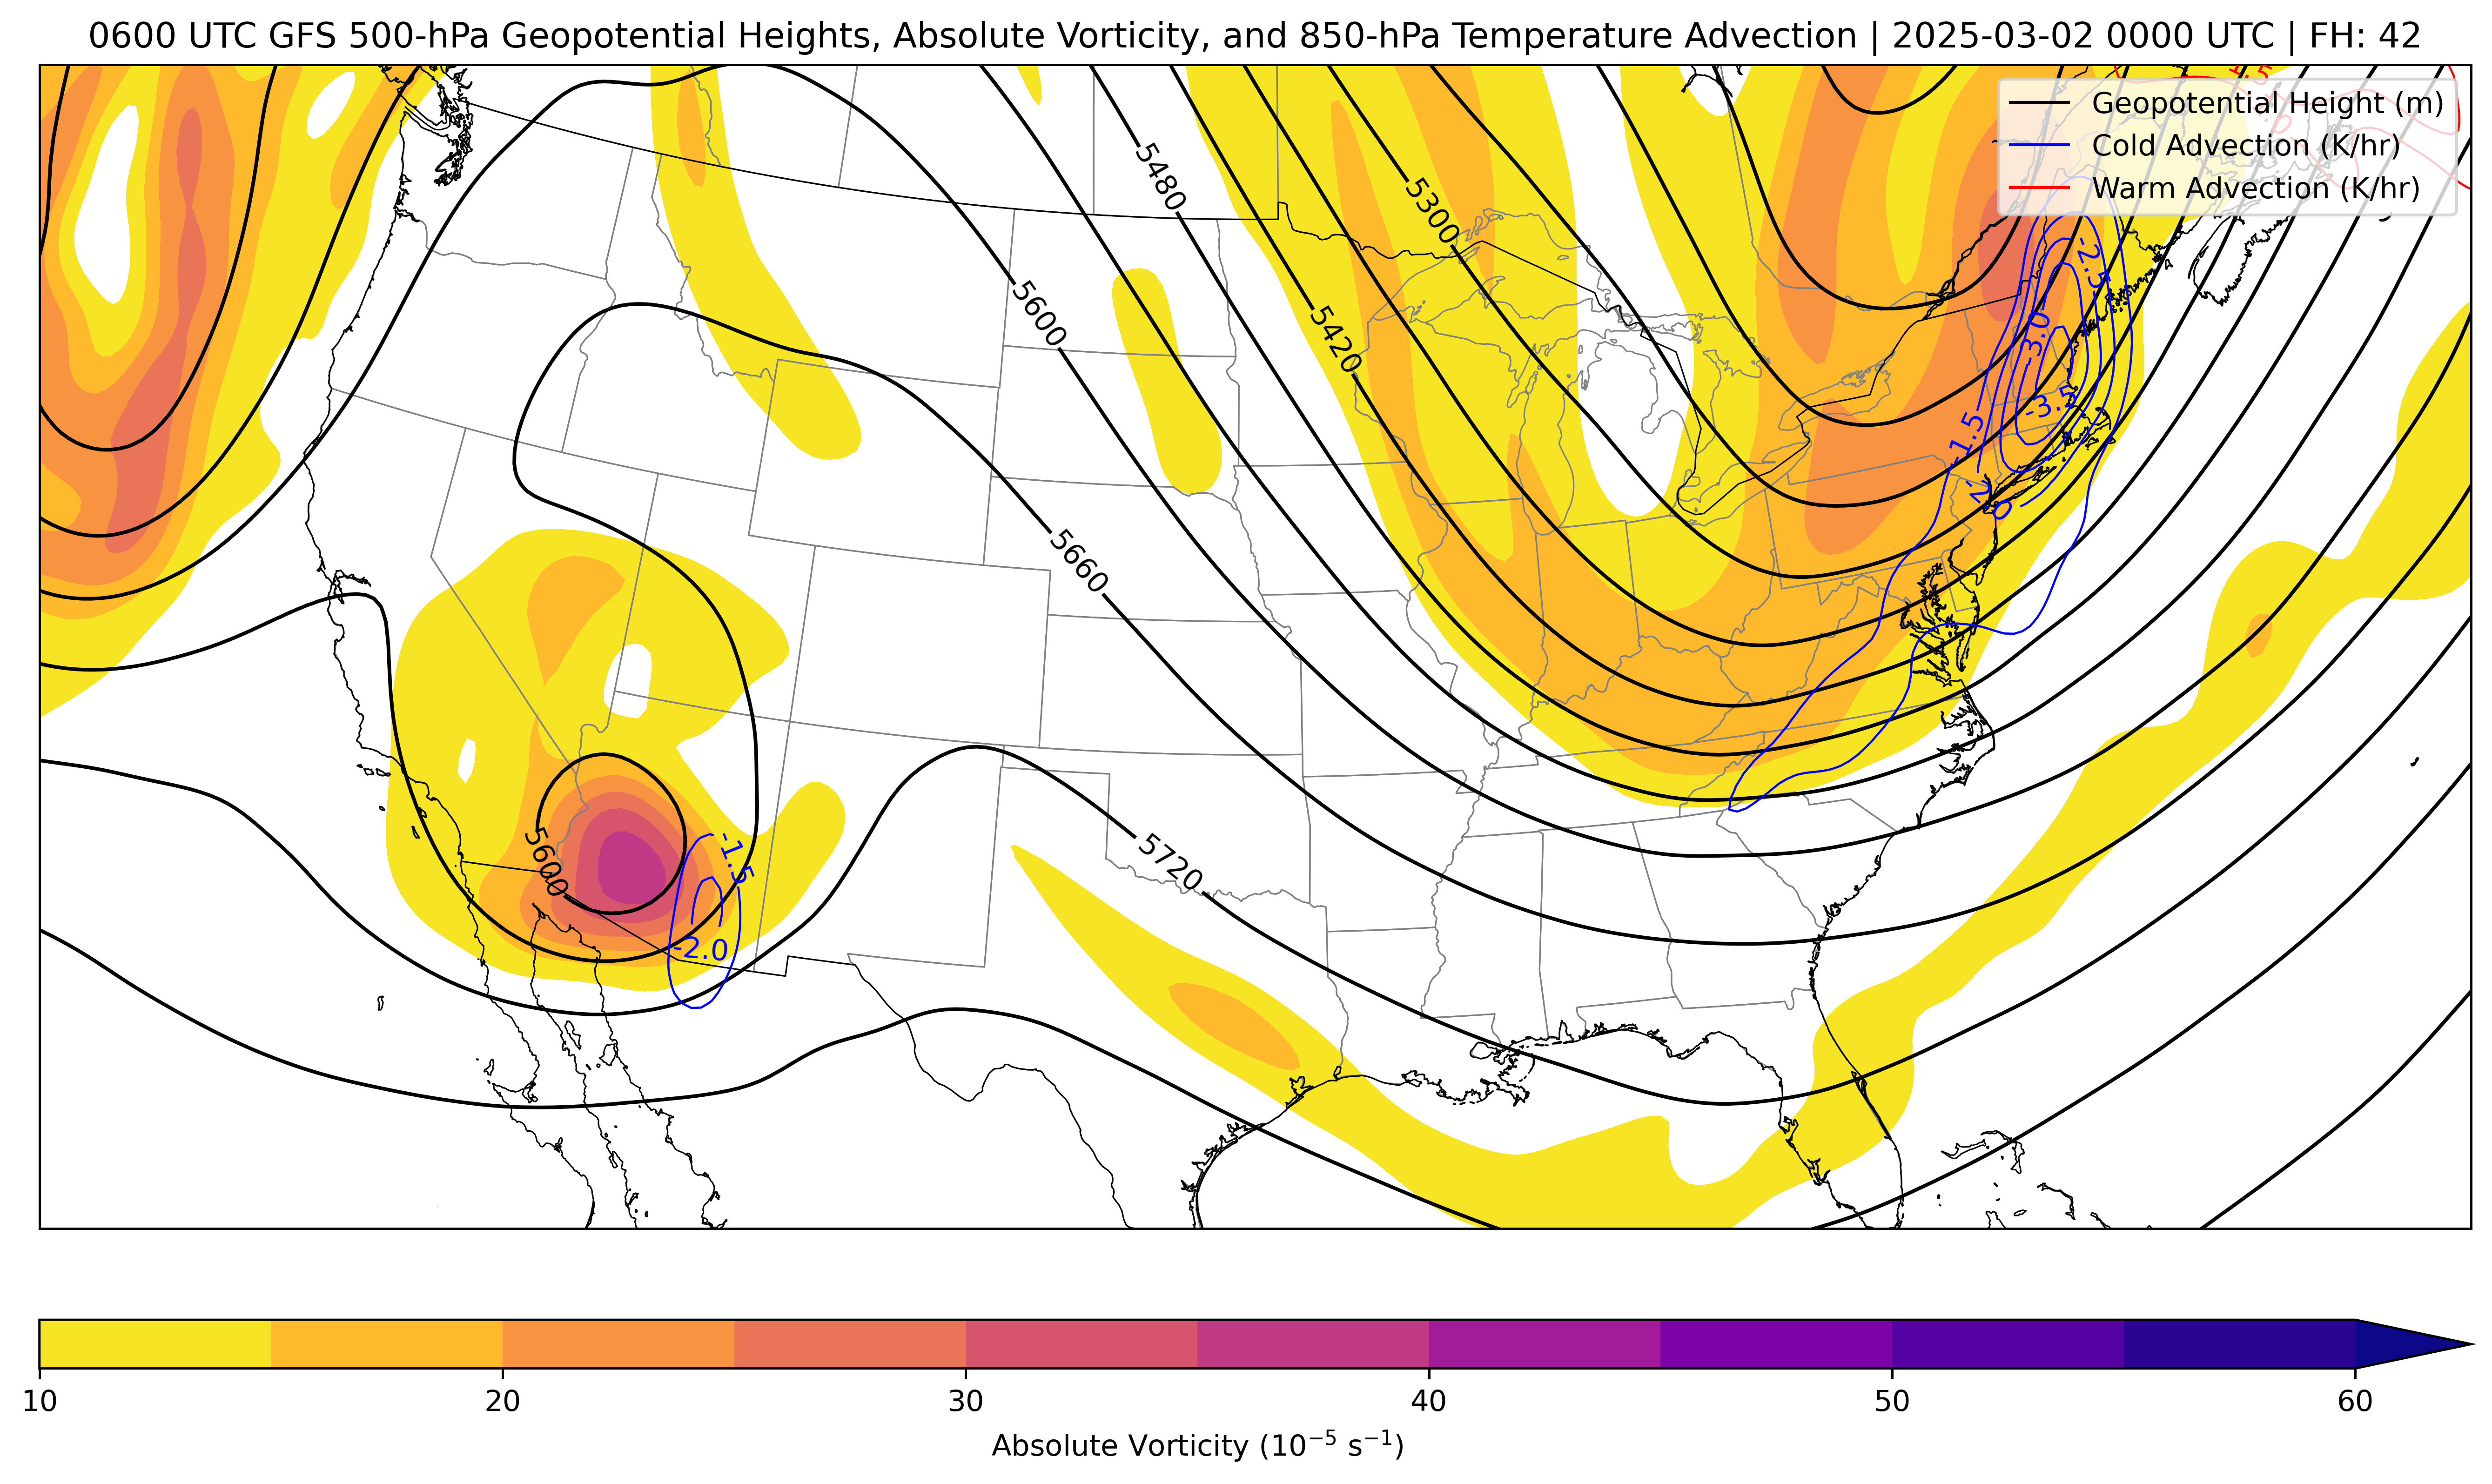 0600 UTC GFS 500-hPa Geopotential Heights, Absolute Vorticity, and 850-hPa Temperature Advection | 2025-03-02 0000 UTC | FH: 42
Geopotential Height (m)
Cold Advection (K/hr)
Warm Advection (K/hr)
5480
5300
-2.5
5600
5420
-3.0
-3.5
-1.5
-2.0
5660
5600
-1.5
5720
-2.0
10 20 30 40 50 60
Absolute Vorticity (10⁻⁵ s⁻¹)